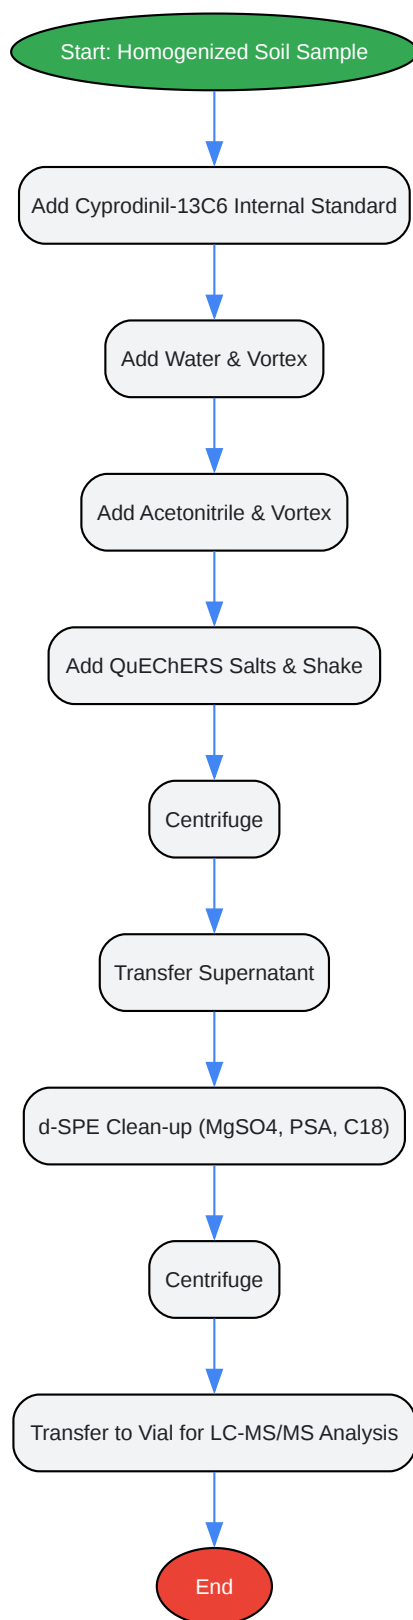 Start: Homogenized Soil Sample
Add Cyprodinil-13C6 Internal Standard
Add Water & Vortex
Add Acetonitrile & Vortex
Add QuEChERS Salts & Shake
Centrifuge
Transfer Supernatant
d-SPE Clean-up (MgSO4, PSA, C18)
Centrifuge
Transfer to Vial for LC-MS/MS Analysis
End